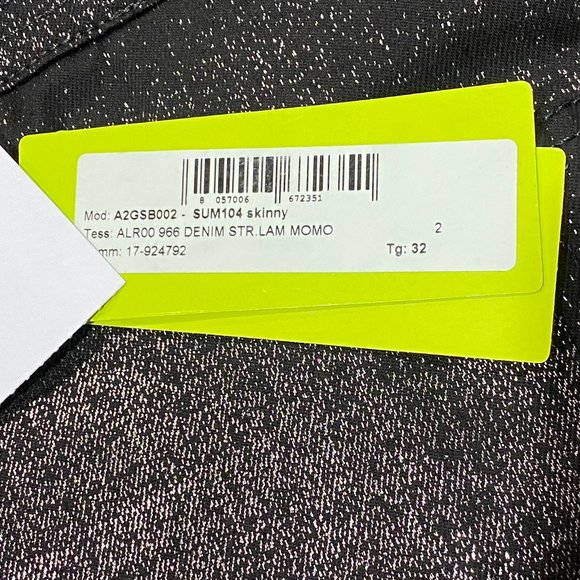 8 057006 672351
Mod: A2GSB002 - SUM104 skinny
Tess: ALR00 966 DENIM STR.LAM MOMO
2
mm: 17-924792 Tg: 32